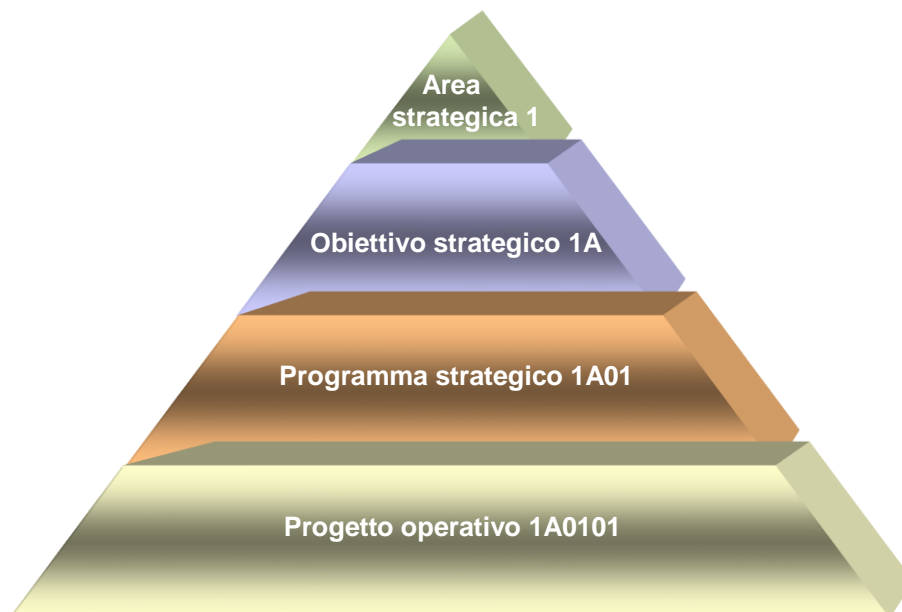 Area
strategica 1
Obiettivo strategico 1A
Programma strategico 1A01
Progetto operativo 1A0101